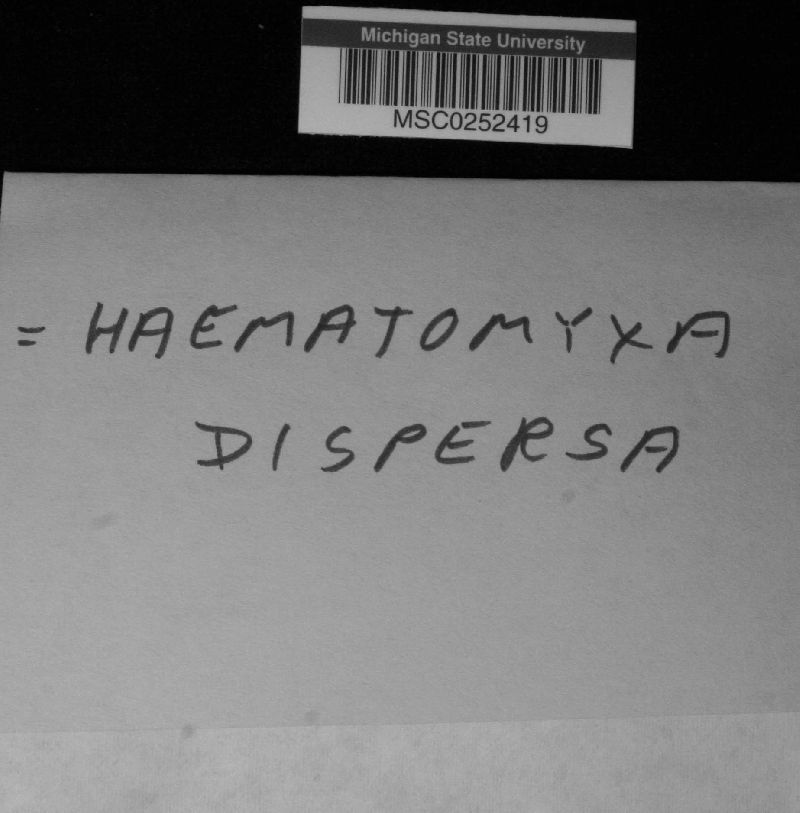 Michigan State University
MSC0252419
= HAEMATOMYXA
DISPERSA